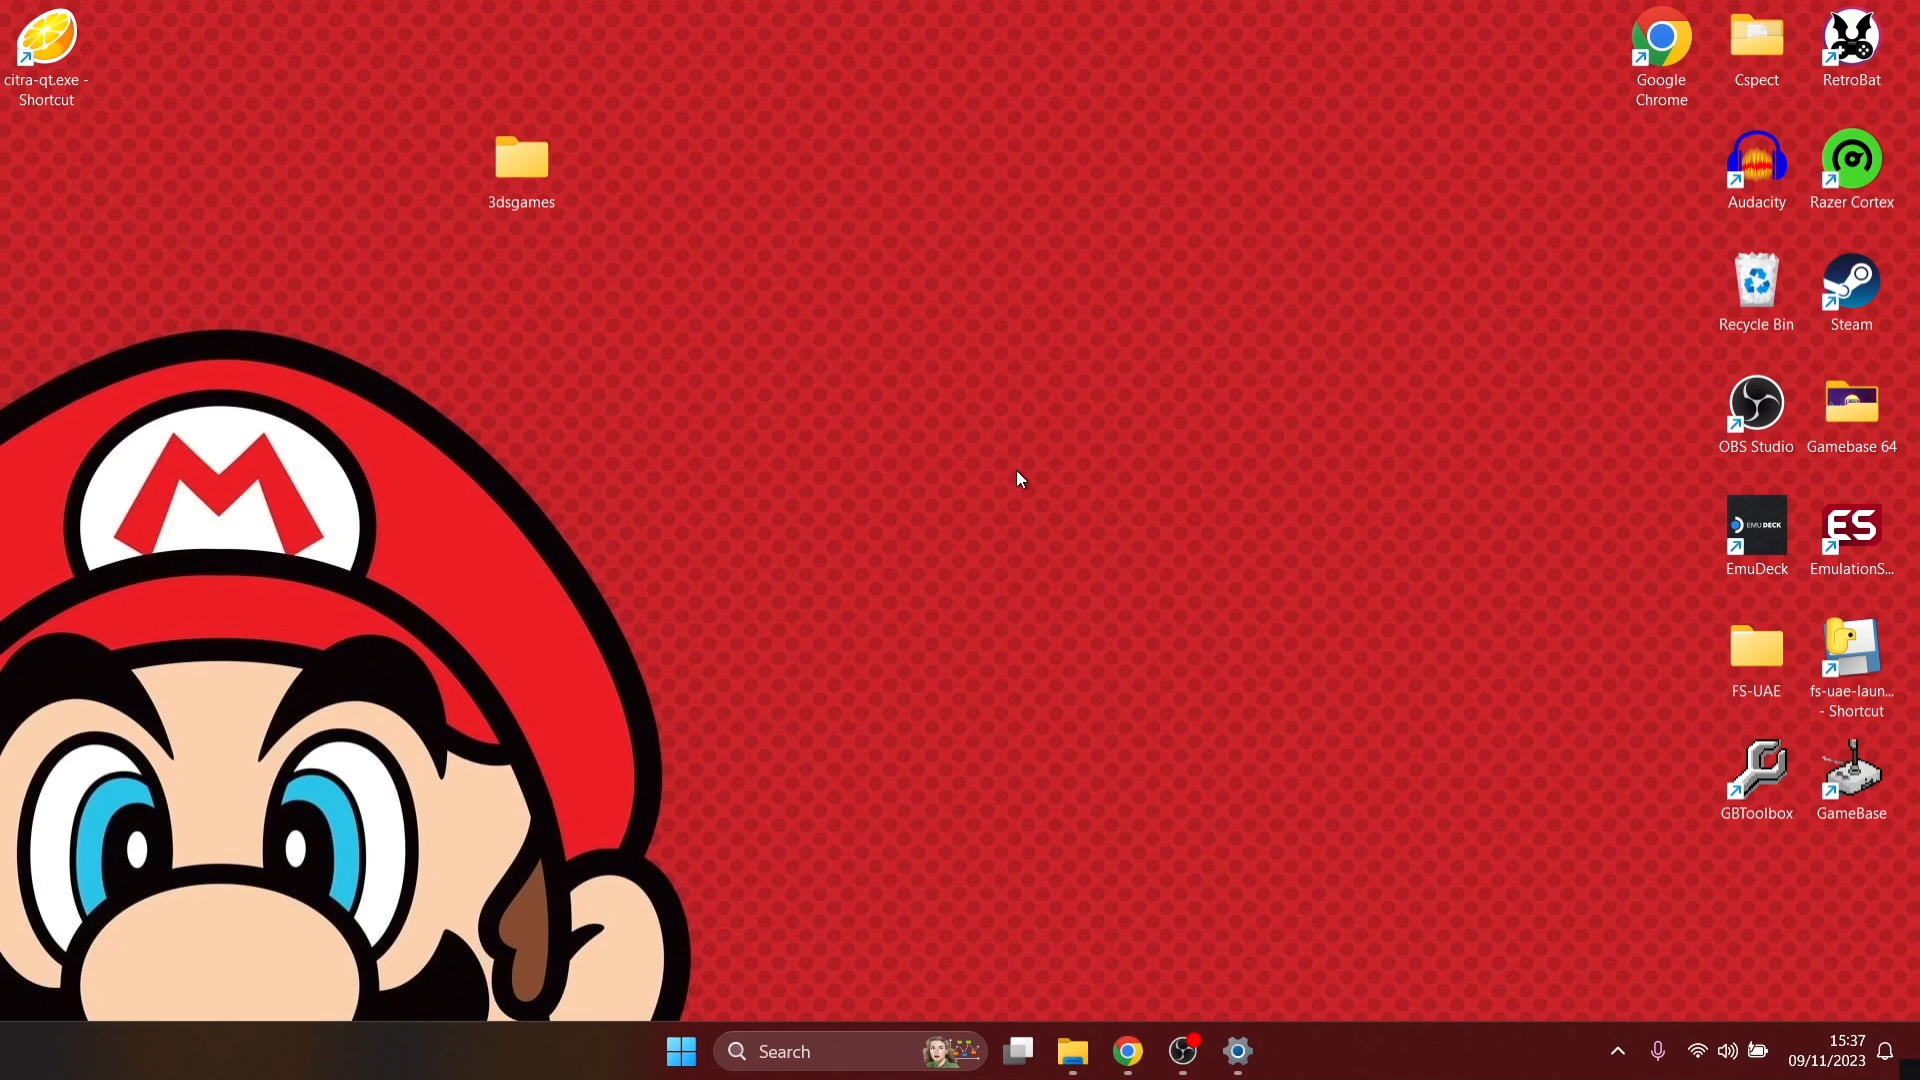 citra-qt.exe -
Shortcut
3dsgames
Google
Chrome
Cspect
RetroBat
Audacity
Razer Cortex
Recycle Bin
Steam
OBS Studio
Gamebase 64
EMU DECK
ES
EmuDeck
EmulationS...
FS-UAE
fs-uae-laun...
- Shortcut
GBToolbox
GameBase
M
Search
15:37
09/11/2023